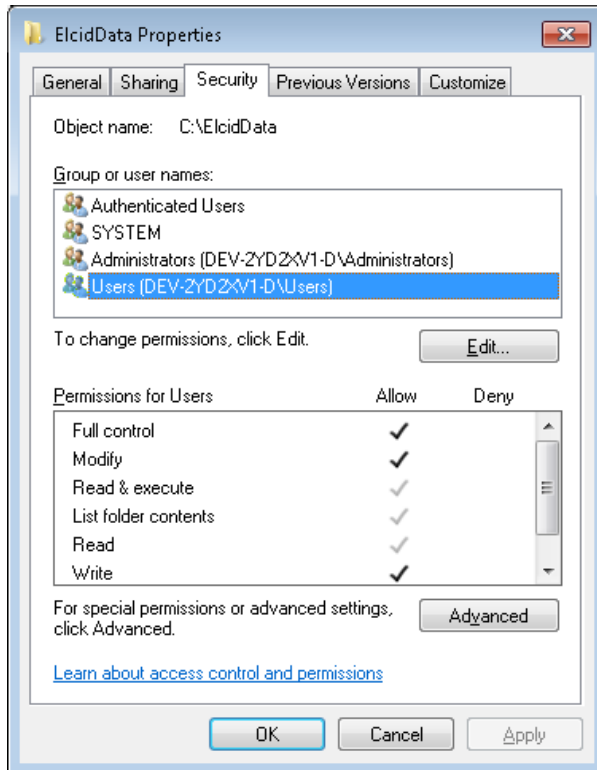 ElcidData Properties
General Sharing Security Previous Versions Customize
Object name: C:\ElcidData
Group or user names:
Authenticated Users
SYSTEM
Administrators (DEV-2YD2XV1-D\Administrators)
Users (DEV-2YD2XV1-D\Users)
To change permissions, click Edit.
Edit...
Permissions for Users Allow Deny
Full control
Modify
Read & execute
List folder contents
Read
Write
For special permissions or advanced settings,
click Advanced.
Advanced
Learn about access control and permissions
OK Cancel Apply